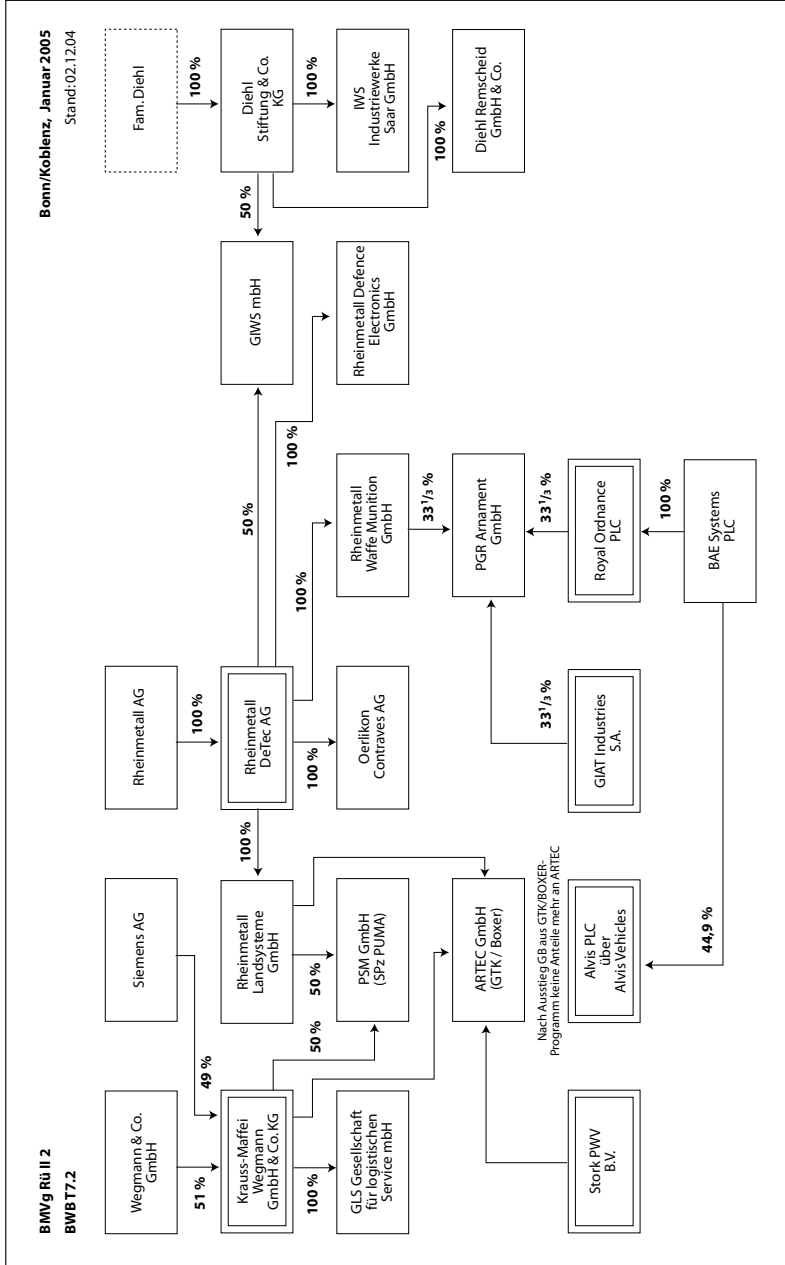 BMVg Rü II 2
BWB T7.2
Bonn/Koblenz, Januar 2005
Stand: 02.12.04
Wegmann & Co.
GmbH
Siemens AG
Rheinmetall AG
Fam. Diehl
51 %
49 %
100 %
100 %
Krauss-Maffei
Wegmann
GmbH & Co. KG
Rheinmetall
Landsysteme
GmbH
100 %
Rheinmetall
DeTec AG
50 %
GIWS mbH
50 %
Diehl
Stiftung & Co.
KG
100 %
50 %
50 %
100 %
100 %
100 %
100 %
100 %
GLS Gesellschaft
für logistischen
Service mbH
PSM GmbH
(SPz PUMA)
Oerlikon
Contraves AG
Rheinmetall
Waffe Munition
GmbH
Rheinmetall Defence
Electronics
GmbH
IWS
Industriewerke
Saar GmbH
33 1/3 %
ARTEC GmbH
(GTK / Boxer)
PGR Arnament
GmbH
Diehl Remscheid
GmbH & Co.
Nach Ausstieg GB aus GTK/BOXER-
Programm keine Anteile mehr an ARTEC
33 1/3 %
33 1/3 %
Stork PWV
B.V.
Alvis PLC
über
Alvis Vehicles
GIAT Industries
S.A.
Royal Ordnance
PLC
100 %
44,9 %
BAE Systems
PLC